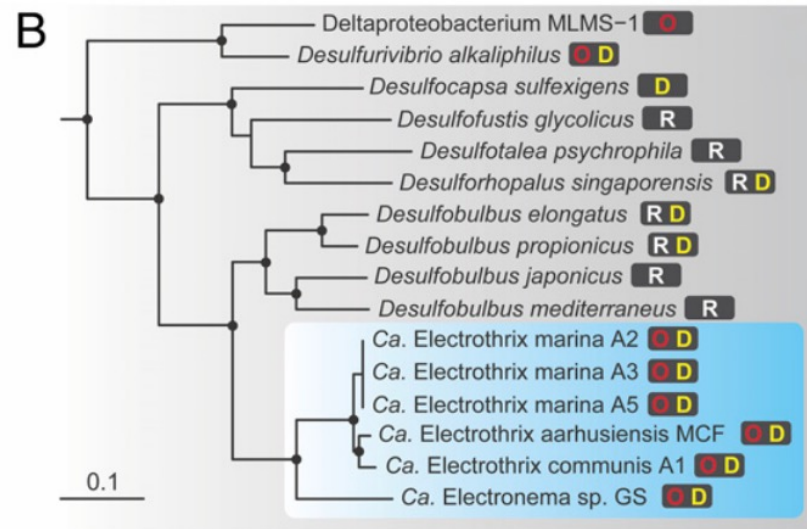 B
Deltaproteobacterium MLMS−1 O
Desulfurivibrio alkaliphilus O D
Desulfocapsa sulfexigens D
Desulfofustis glycolicus R
Desulfotalea psychrophila R
Desulforhopalus singaporensis R D
Desulfobulbus elongatus R D
Desulfobulbus propionicus R D
Desulfobulbus japonicus R
Desulfobulbus mediterraneus R
Ca. Electrothrix marina A2 O D
Ca. Electrothrix marina A3 O D
Ca. Electrothrix marina A5 O D
Ca. Electrothrix aarhusiensis MCF O D
Ca. Electrothrix communis A1 O D
Ca. Electronema sp. GS O D
0.1